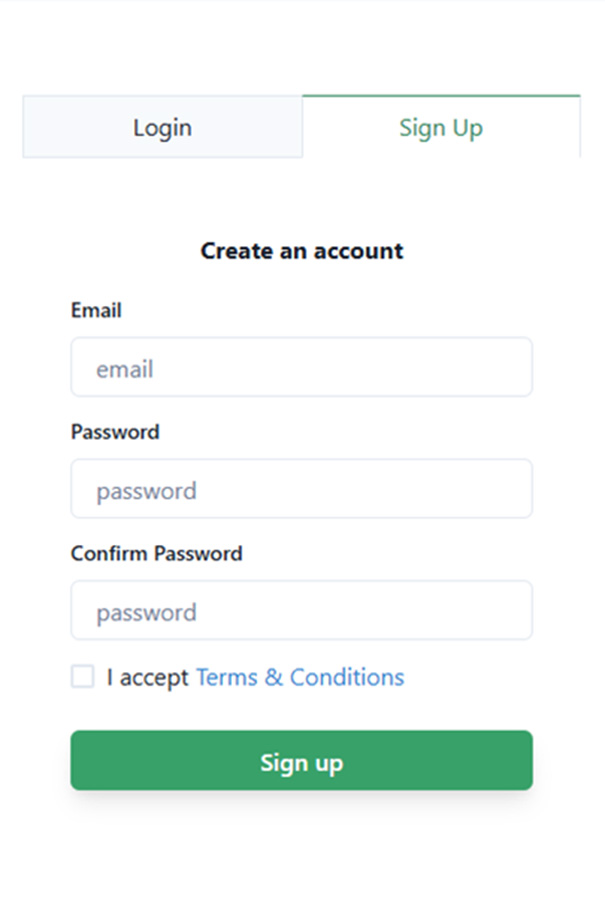 Login Sign Up
Create an account
Email
email
Password
password
Confirm Password
password
I accept Terms & Conditions
Sign up